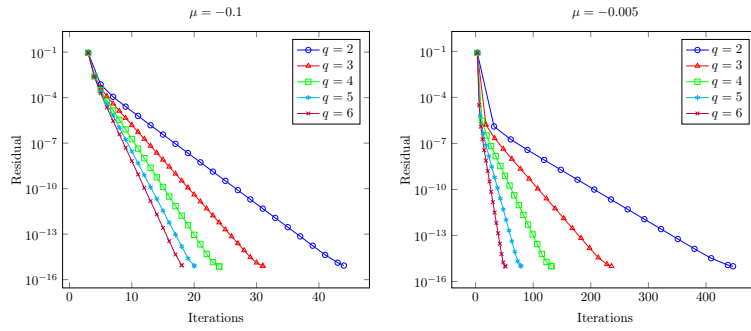 μ = −0.1
μ = −0.005
10⁻¹
10⁻⁴
10⁻⁷
10⁻¹⁰
10⁻¹³
10⁻¹⁶
Residual
0 10 20 30 40
Iterations
q = 2
q = 3
q = 4
q = 5
q = 6
10⁻¹
10⁻⁴
10⁻⁷
10⁻¹⁰
10⁻¹³
10⁻¹⁶
Residual
0 100 200 300 400
Iterations
q = 2
q = 3
q = 4
q = 5
q = 6